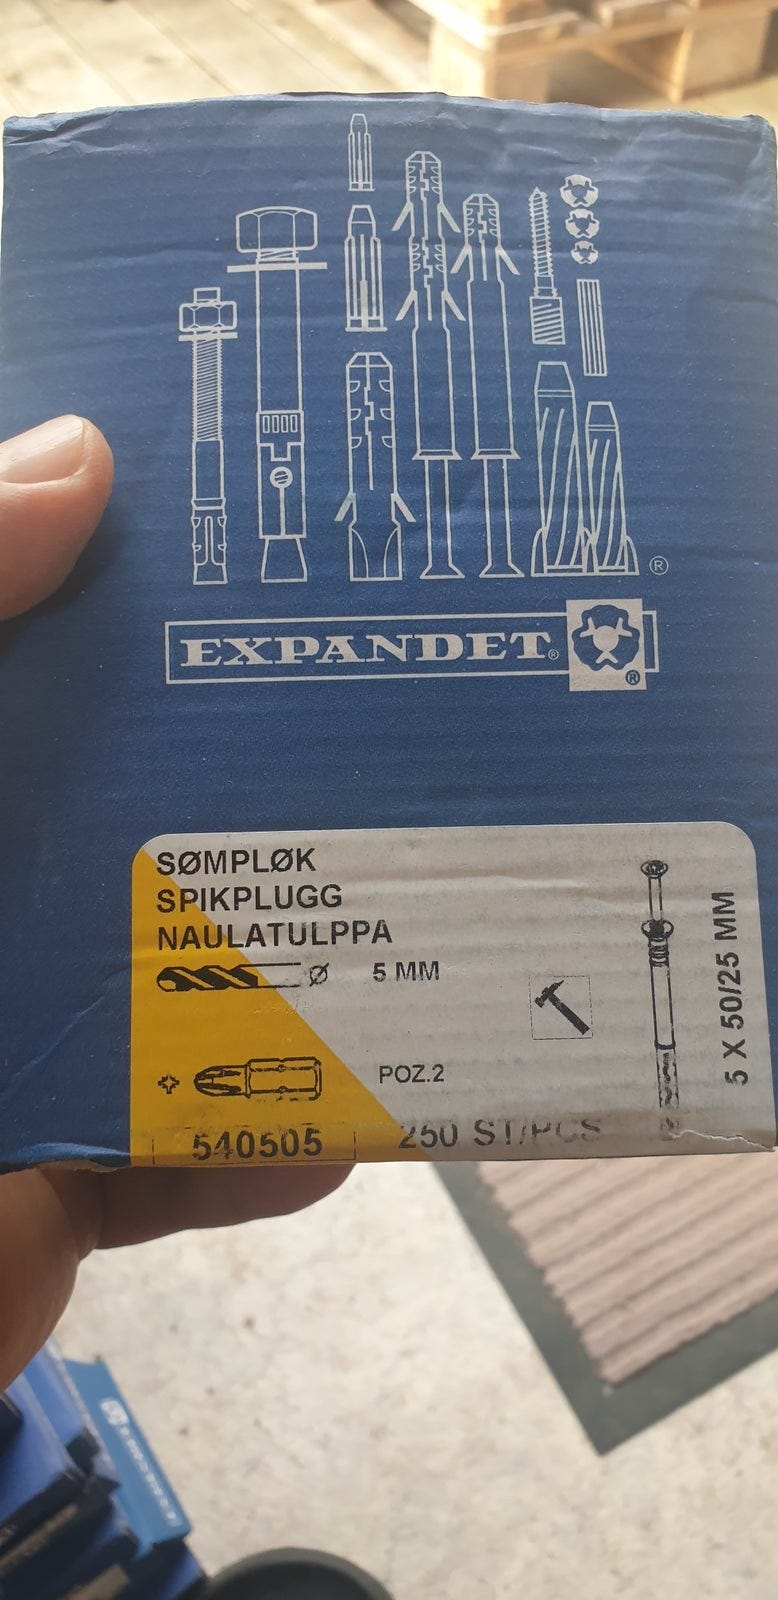 EXPANDET®
SØMPLØK
SPIKPLUGG
NAULATULPPA
Ø 5 MM
POZ.2
540505
250 ST/PCS
5 X 50/25 MM